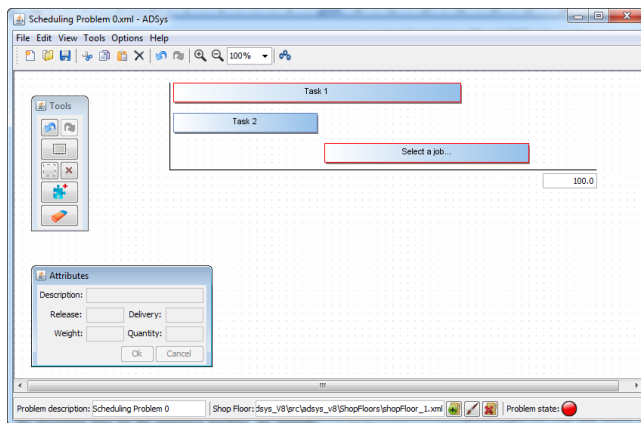 Scheduling Problem 0.xml - ADSys
File Edit View Tools Options Help
100%
Task 1
Tools
Task 2
Select a job...
100.0
Attributes
Description:
Release: Delivery:
Weight: Quantity:
Ok Cancel
Problem description: Scheduling Problem 0 Shop Floor: dsys_V8\src\adsys_v8\ShopFloors\shopFloor_1.xml Problem state: